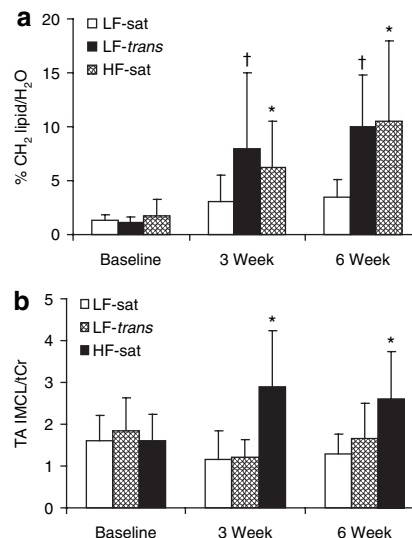 a
LF-sat
LF-trans
HF-sat
% CH₂ lipid/H₂O
20
15
10
5
0
†
*
†
*
Baseline
3 Week
6 Week
b
LF-sat
LF-trans
HF-sat
TA IMCL/tCr
5
4
3
2
1
0
*
*
Baseline
3 Week
6 Week